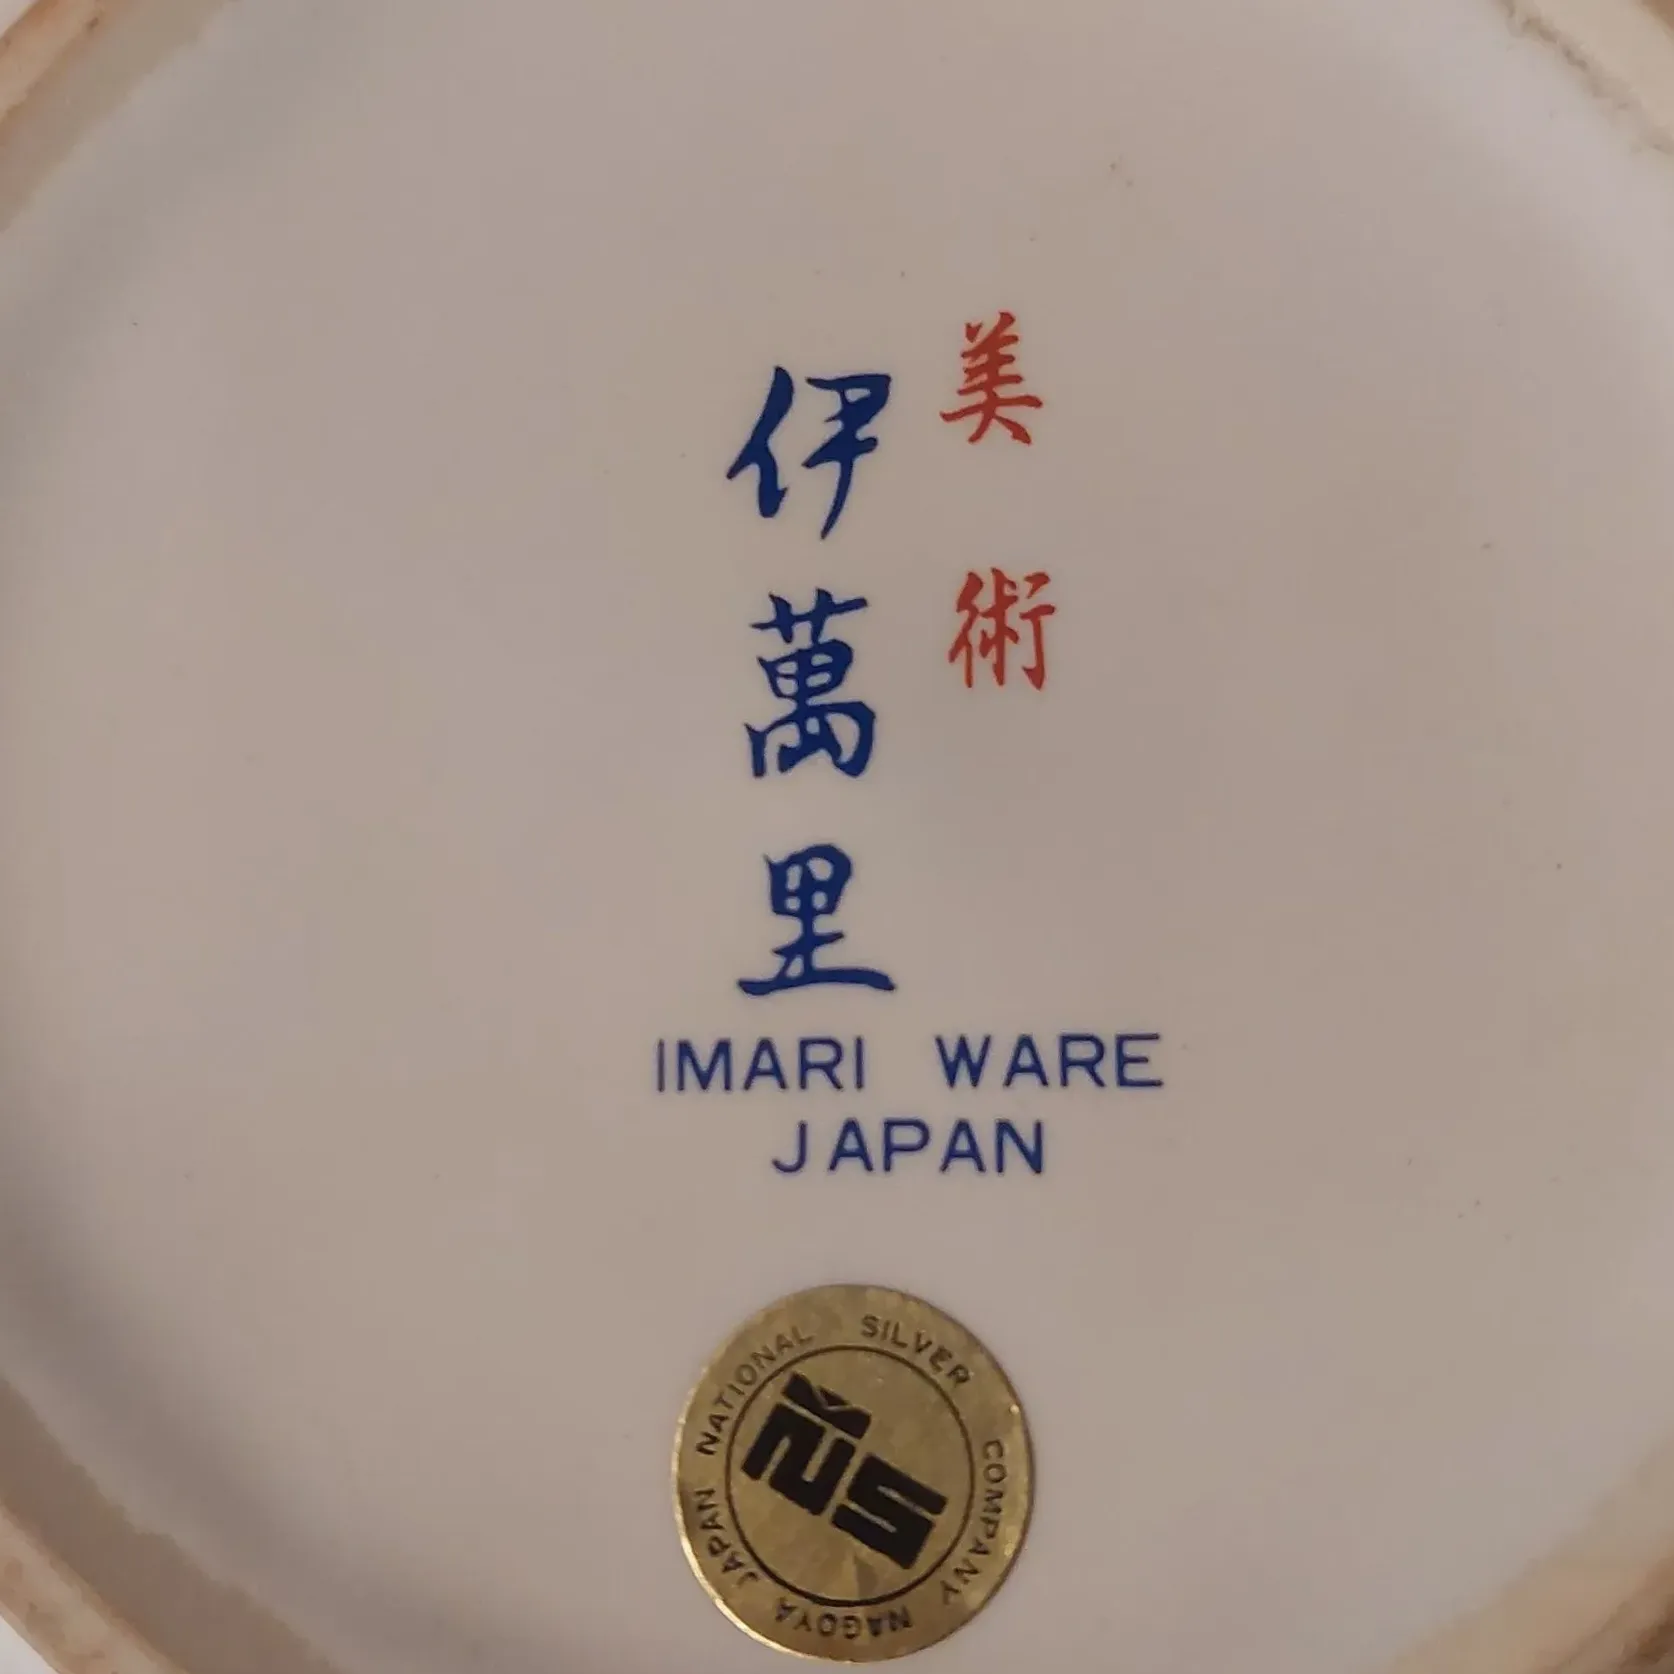 美術
伊萬里
IMARI WARE
JAPAN
NATIONAL SILVER COMPANY
NS
NAGOYA JAPAN